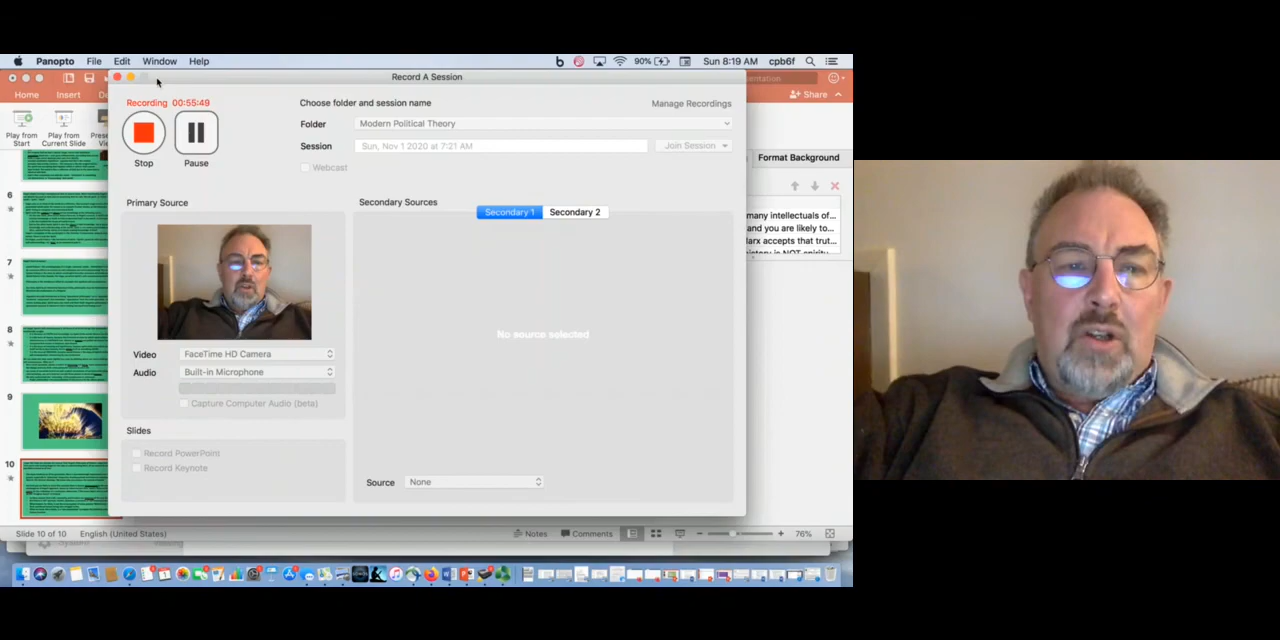 Panopto File Edit Window Help 90% Sun 8:19 AM cpb6f
Record A Session
Home Insert
Share
Recording 00:55:49
Choose folder and session name
Manage Recordings
Folder Modern Political Theory
Session Sun, Nov 1 2020 at 7:21 AM Join Session
Webcast
Play from
Start
Play from
Current Slide
Stop Pause
Format Background
Primary Source
Secondary Sources
Secondary 1 Secondary 2
many intellectuals of...
and you are likely to...
No source selected
Video FaceTime HD Camera
Audio Built-in Microphone
Capture Computer Audio (beta)
Slides
Record PowerPoint
Record Keynote
Source None
6
7
8
9
10
Slide 10 of 10 English (United States) Notes Comments 76%